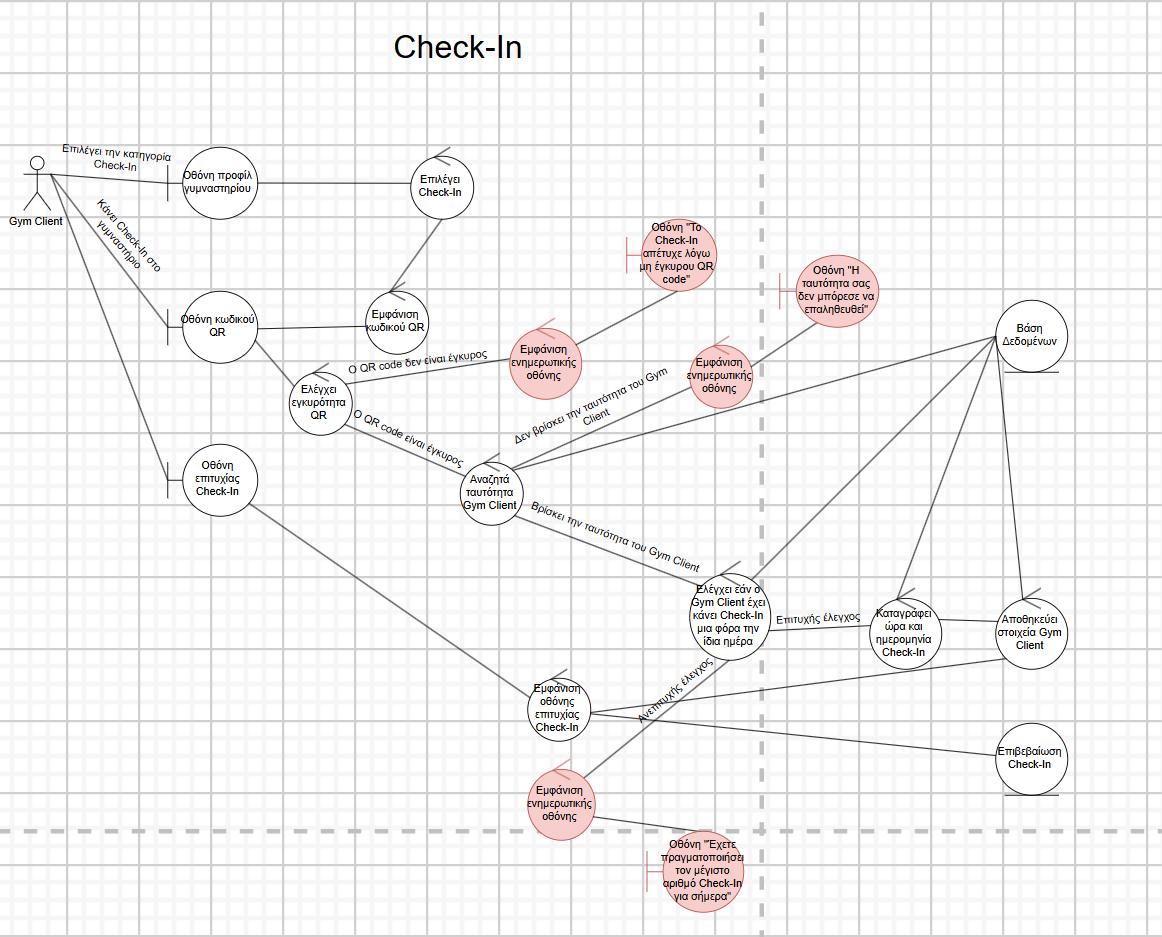 Check-In
Επιλέγει την κατηγορία
Check-In
Gym Client
Οθόνη προφίλ
γυμναστηρίου
Επιλέγει
Check-In
Κάνει Check-In στο
γυμναστήριο
Οθόνη "Το
Check-In
απέτυχε λόγω
μη έγκυρου QR
code"
Οθόνη "Η
ταυτότητα σας
δεν μπόρεσε να
επαληθευθεί"
Οθόνη κωδικού
QR
Εμφάνιση
κωδικού QR
Βάση
Δεδομένων
Ο QR code δεν είναι έγκυρος
Εμφάνιση
ενημερωτικής
οθόνης
Εμφάνιση
ενημερωτικής
οθόνης
Ελέγχει
εγκυρότητα
QR
Δεν βρίσκει την ταυτότητα του Gym
Client
Ο QR code είναι έγκυρος
Οθόνη
επιτυχίας
Check-In
Αναζητά
ταυτότητα
Gym Client
Βρίσκει την ταυτότητα του Gym Client
Ελέγχει εάν ο
Gym Client έχει
κάνει Check-In
μια φόρα την
ίδια ημέρα
Επιτυχής έλεγχος
Καταγράφει
ώρα και
ημερομηνία
Check-In
Αποθηκεύει
στοιχεία Gym
Client
Ανεπιτυχής έλεγχος
Εμφάνιση
οθόνης
επιτυχίας
Check-In
Επιβεβαίωση
Check-In
Εμφάνιση
ενημερωτικής
οθόνης
Οθόνη "Έχετε
πραγματοποιήσει
τον μέγιστο
αριθμό Check-In
για σήμερα"